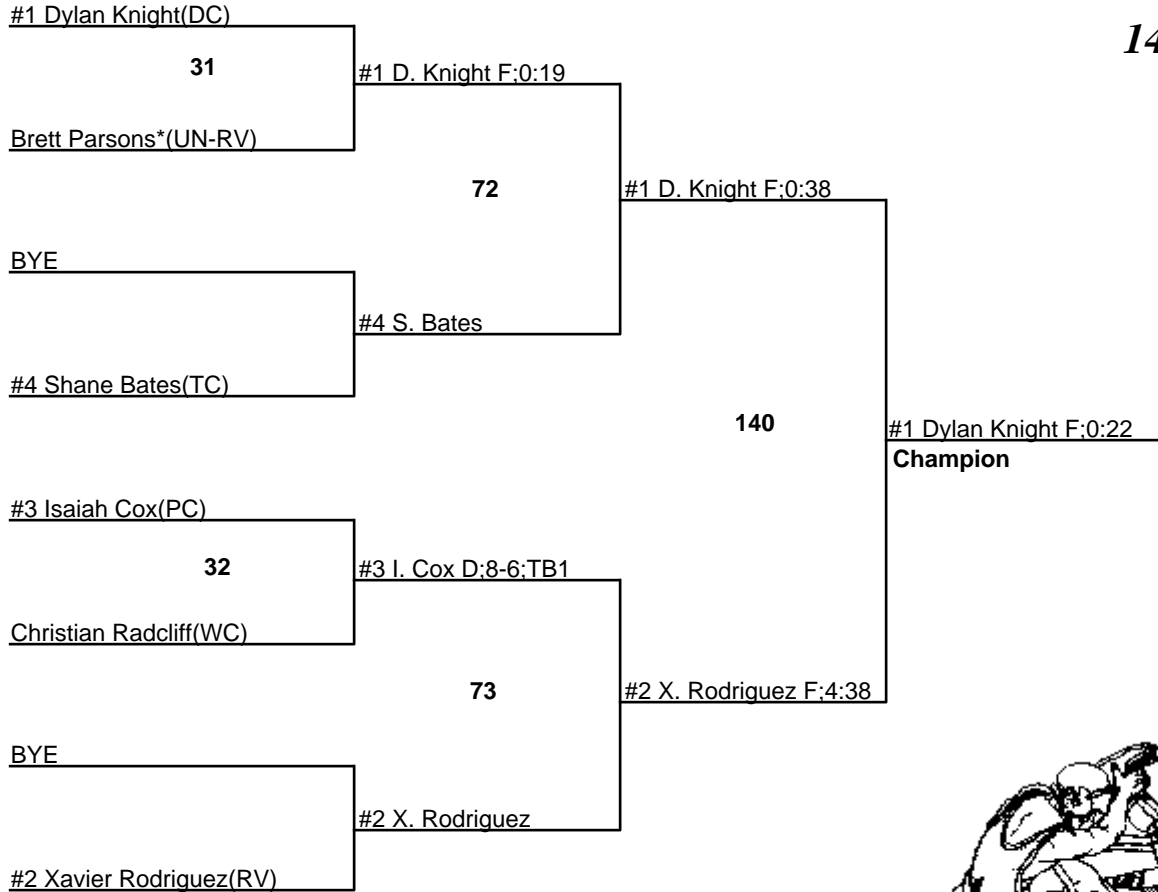 #1 Dylan Knight(DC)
14
31
#1 D. Knight F;0:19
Brett Parsons*(UN-RV)
72
#1 D. Knight F;0:38
BYE
#4 S. Bates
#4 Shane Bates(TC)
140
#1 Dylan Knight F;0:22
Champion
#3 Isaiah Cox(PC)
32
#3 I. Cox D;8-6;TB1
Christian Radcliff(WC)
73
#2 X. Rodriguez F;4:38
BYE
#2 X. Rodriguez
#2 Xavier Rodriguez(RV)